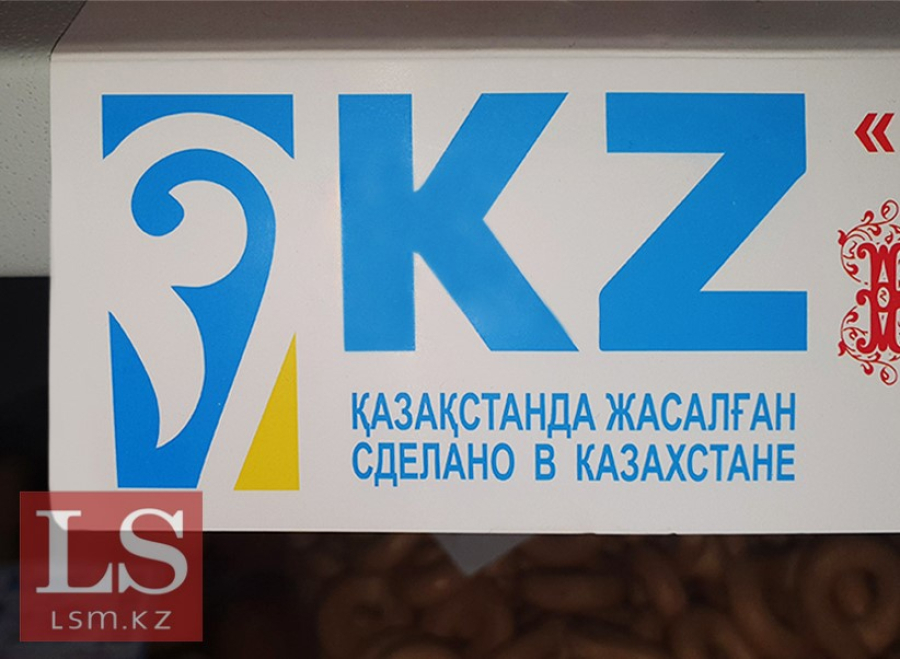 KZ
«
ҚАЗАҚСТАНДА ЖАСАЛҒАН
СДЕЛАНО В КАЗАХСТАНЕ
LS
LSM.KZ